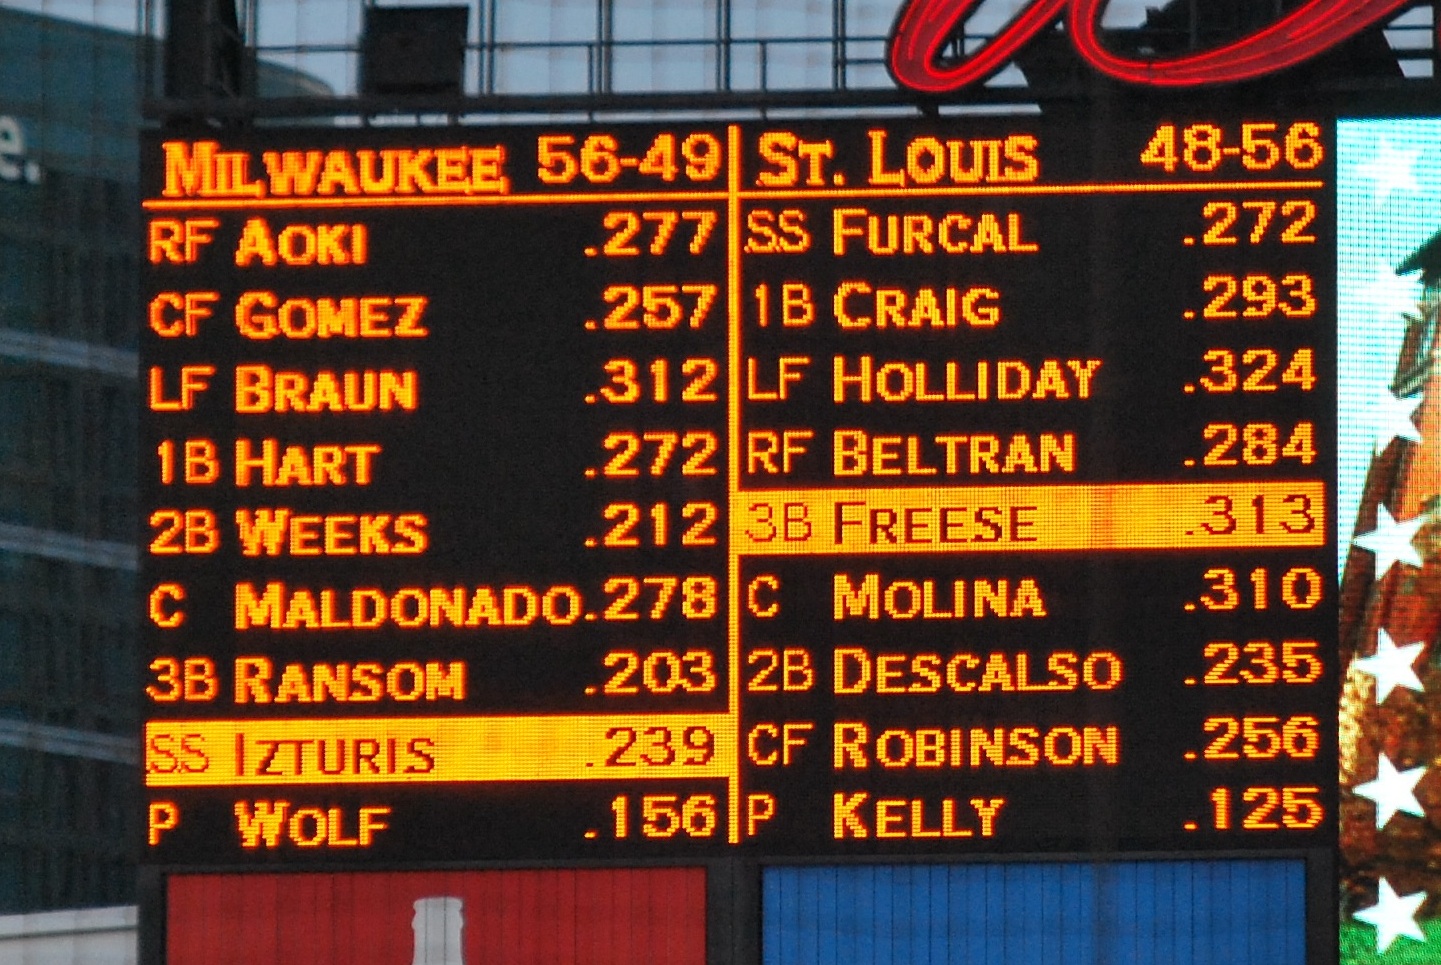 e.
MILWAUKEE 56-49
RF AOKI .277
CF GOMEZ .257
LF BRAUN .312
1B HART .272
2B WEEKS .212
C MALDONADO .278
3B RANSOM .203
SS IZTURIS .239
P WOLF .156
ST. LOUIS 48-56
SS FURCAL .272
1B CRAIG .293
LF HOLLIDAY .324
RF BELTRAN .284
3B FREESE .313
C MOLINA .310
2B DESCALSO .235
CF ROBINSON .256
P KELLY .125